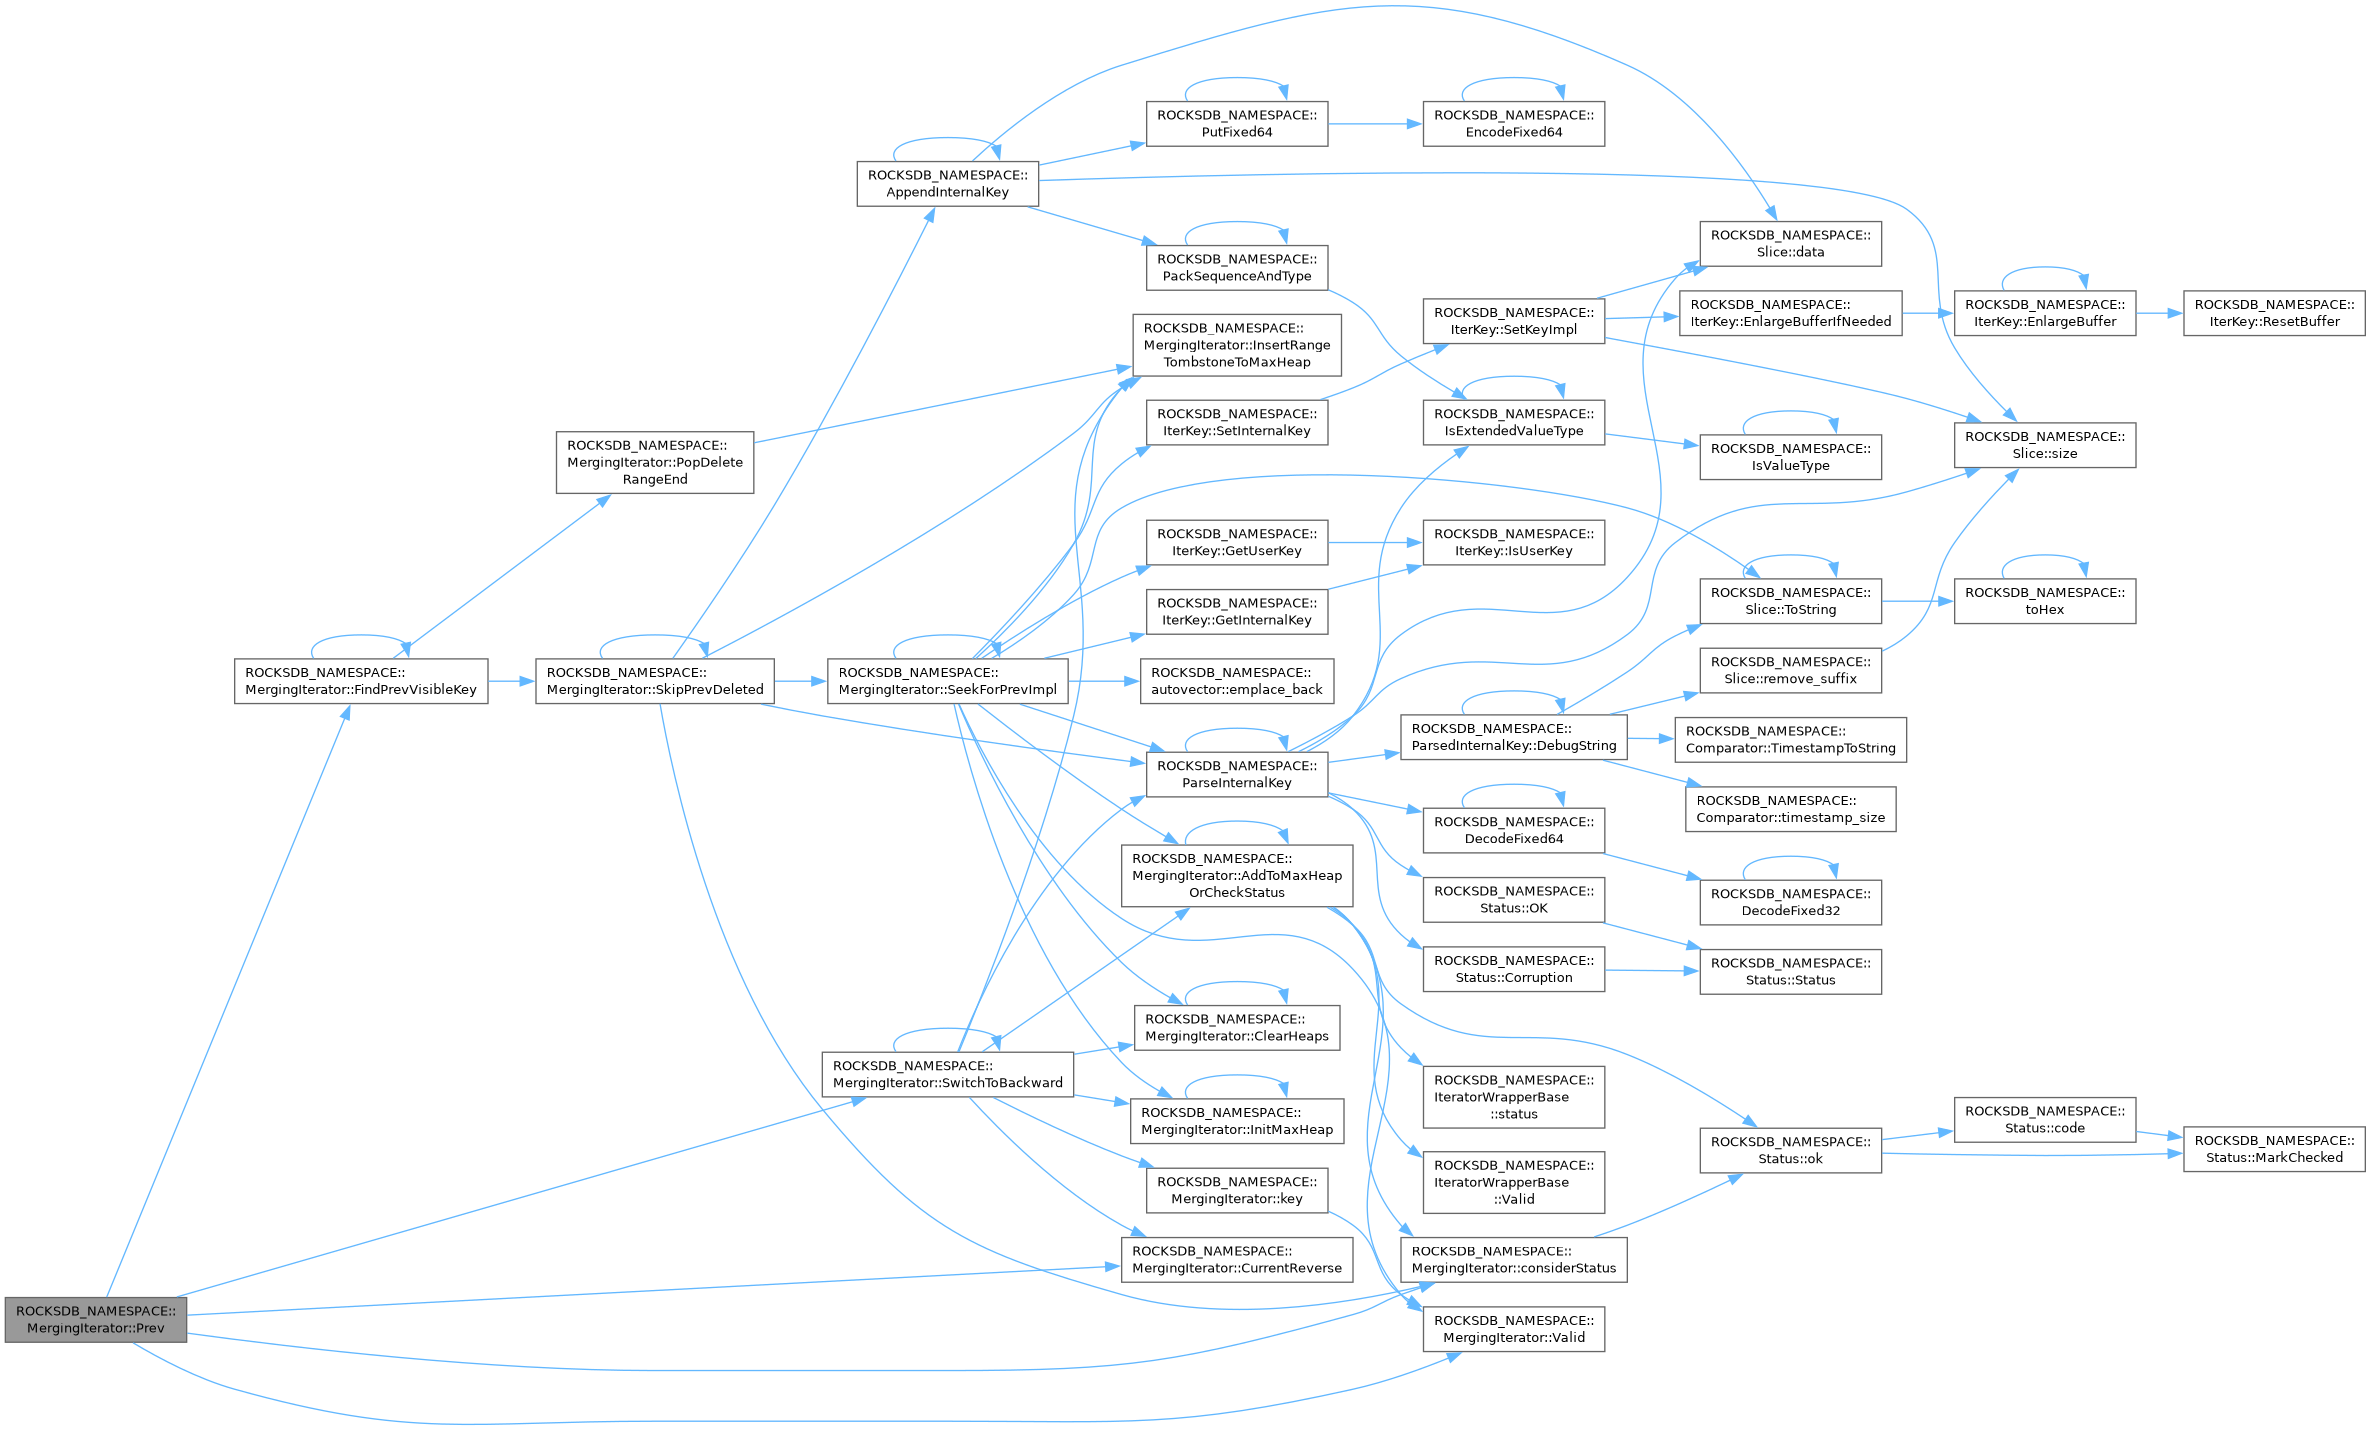 ROCKSDB_NAMESPACE::
MergingIterator::Prev
ROCKSDB_NAMESPACE::
MergingIterator::FindPrevVisibleKey
ROCKSDB_NAMESPACE::
MergingIterator::PopDelete
RangeEnd
ROCKSDB_NAMESPACE::
MergingIterator::SkipPrevDeleted
ROCKSDB_NAMESPACE::
AppendInternalKey
ROCKSDB_NAMESPACE::
MergingIterator::SeekForPrevImpl
ROCKSDB_NAMESPACE::
MergingIterator::SwitchToBackward
ROCKSDB_NAMESPACE::
PutFixed64
ROCKSDB_NAMESPACE::
PackSequenceAndType
ROCKSDB_NAMESPACE::
MergingIterator::InsertRange
TombstoneToMaxHeap
ROCKSDB_NAMESPACE::
IterKey::SetInternalKey
ROCKSDB_NAMESPACE::
IterKey::GetUserKey
ROCKSDB_NAMESPACE::
IterKey::GetInternalKey
ROCKSDB_NAMESPACE::
autovector::emplace_back
ROCKSDB_NAMESPACE::
ParseInternalKey
ROCKSDB_NAMESPACE::
MergingIterator::AddToMaxHeap
OrCheckStatus
ROCKSDB_NAMESPACE::
MergingIterator::ClearHeaps
ROCKSDB_NAMESPACE::
MergingIterator::InitMaxHeap
ROCKSDB_NAMESPACE::
MergingIterator::key
ROCKSDB_NAMESPACE::
MergingIterator::CurrentReverse
ROCKSDB_NAMESPACE::
EncodeFixed64
ROCKSDB_NAMESPACE::
IterKey::SetKeyImpl
ROCKSDB_NAMESPACE::
IsExtendedValueType
ROCKSDB_NAMESPACE::
IterKey::IsUserKey
ROCKSDB_NAMESPACE::
ParsedInternalKey::DebugString
ROCKSDB_NAMESPACE::
DecodeFixed64
ROCKSDB_NAMESPACE::
Status::OK
ROCKSDB_NAMESPACE::
Status::Corruption
ROCKSDB_NAMESPACE::
IteratorWrapperBase
::status
ROCKSDB_NAMESPACE::
IteratorWrapperBase
::Valid
ROCKSDB_NAMESPACE::
MergingIterator::considerStatus
ROCKSDB_NAMESPACE::
MergingIterator::Valid
ROCKSDB_NAMESPACE::
Slice::data
ROCKSDB_NAMESPACE::
IterKey::EnlargeBufferIfNeeded
ROCKSDB_NAMESPACE::
IsValueType
ROCKSDB_NAMESPACE::
Slice::ToString
ROCKSDB_NAMESPACE::
Slice::remove_suffix
ROCKSDB_NAMESPACE::
Comparator::TimestampToString
ROCKSDB_NAMESPACE::
Comparator::timestamp_size
ROCKSDB_NAMESPACE::
DecodeFixed32
ROCKSDB_NAMESPACE::
Status::Status
ROCKSDB_NAMESPACE::
Status::ok
ROCKSDB_NAMESPACE::
IterKey::EnlargeBuffer
ROCKSDB_NAMESPACE::
Slice::size
ROCKSDB_NAMESPACE::
toHex
ROCKSDB_NAMESPACE::
Status::code
ROCKSDB_NAMESPACE::
IterKey::ResetBuffer
ROCKSDB_NAMESPACE::
Status::MarkChecked